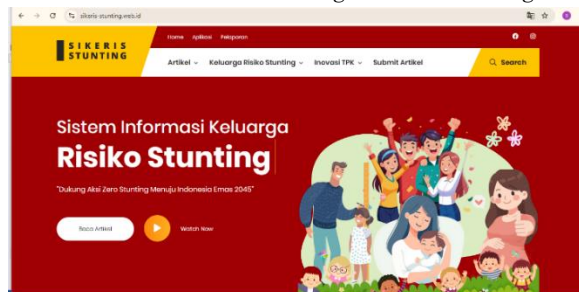 sikeris-stunting.web.id
SIKERIS
STUNTING
Home Aplikasi Pelaporan
Artikel Keluarga Risiko Stunting Inovasi TPK Submit Artikel
Search
Sistem Informasi Keluarga
Risiko Stunting
"Dukung Aksi Zero Stunting Menuju Indonesia Emas 2045"
Baca Artikel
Watch Now